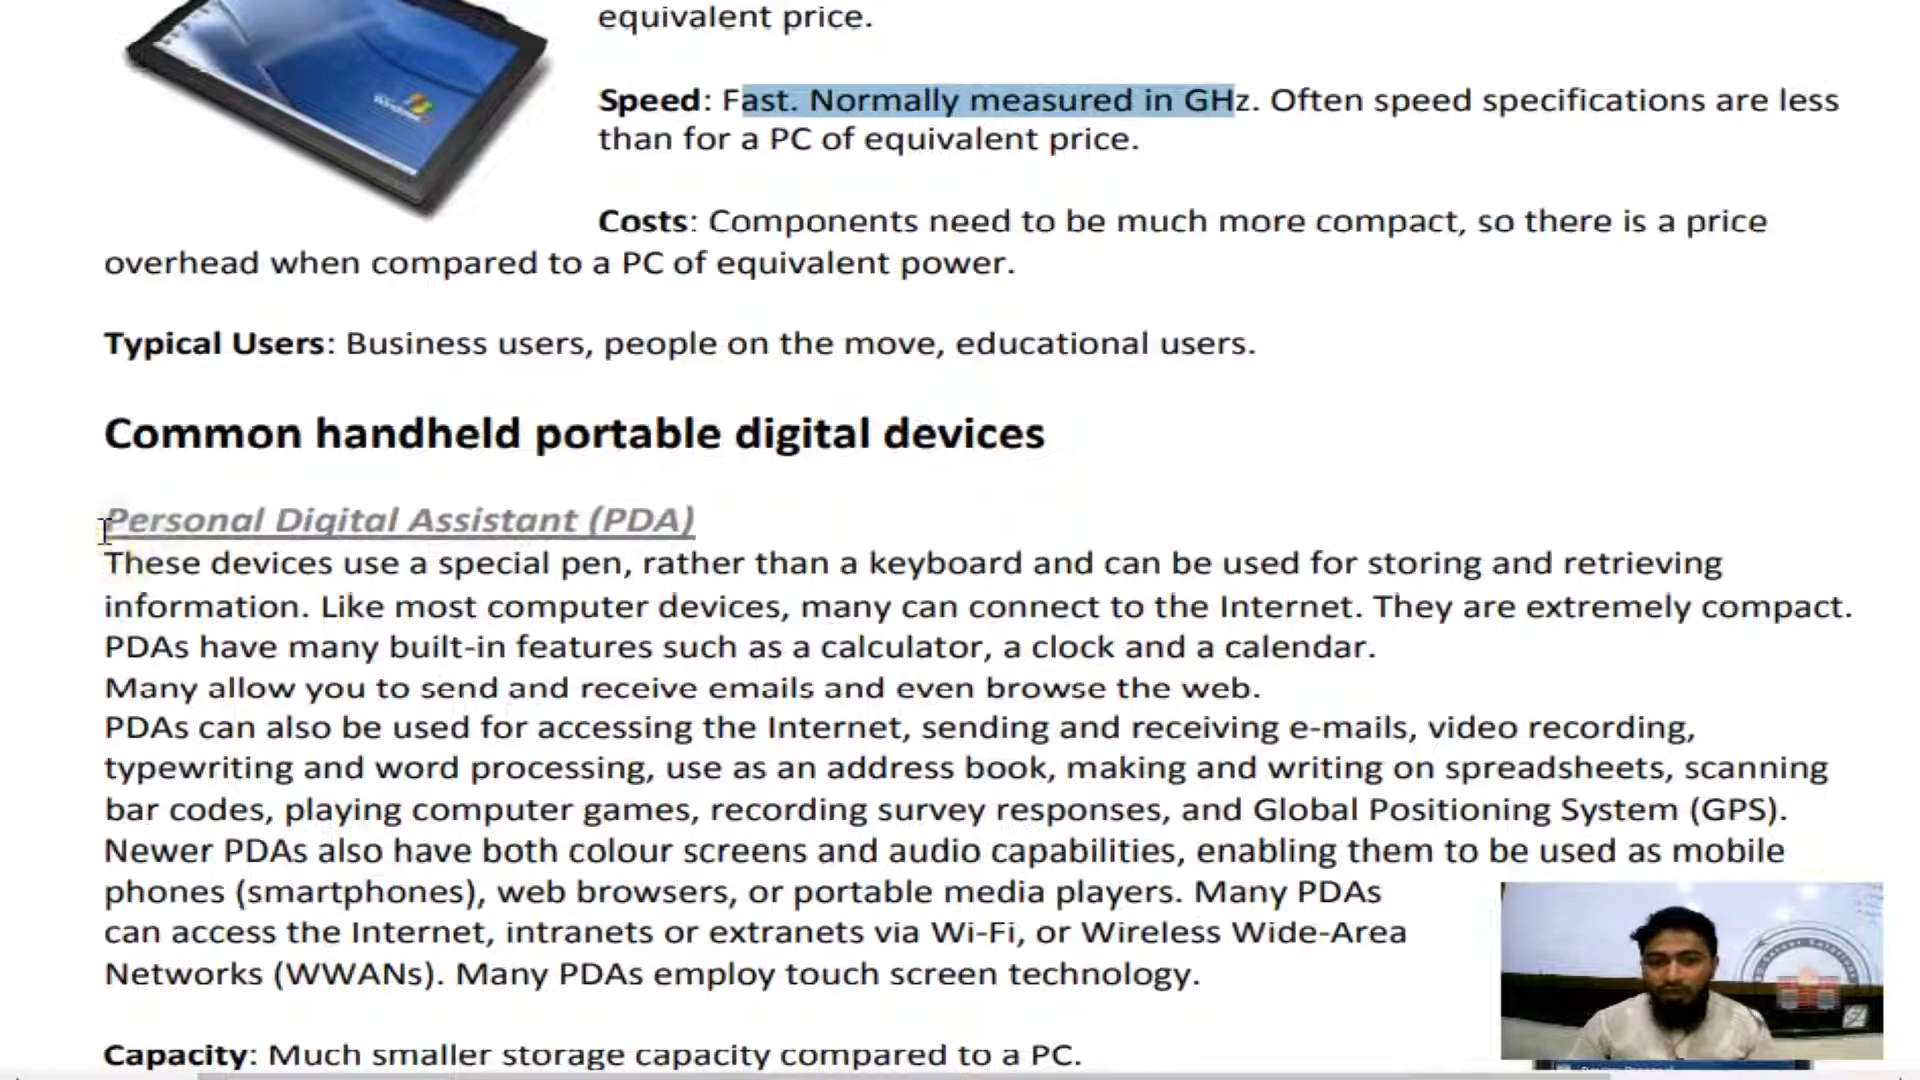 equivalent price.
Speed: Fast. Normally measured in GHz. Often speed specifications are less
than for a PC of equivalent price.
Costs: Components need to be much more compact, so there is a price
overhead when compared to a PC of equivalent power.
Typical Users: Business users, people on the move, educational users.
Common handheld portable digital devices
Personal Digital Assistant (PDA)
These devices use a special pen, rather than a keyboard and can be used for storing and retrieving
information. Like most computer devices, many can connect to the Internet. They are extremely compact.
PDAs have many built-in features such as a calculator, a clock and a calendar.
Many allow you to send and receive emails and even browse the web.
PDAs can also be used for accessing the Internet, sending and receiving e-mails, video recording,
typewriting and word processing, use as an address book, making and writing on spreadsheets, scanning
bar codes, playing computer games, recording survey responses, and Global Positioning System (GPS).
Newer PDAs also have both colour screens and audio capabilities, enabling them to be used as mobile
phones (smartphones), web browsers, or portable media players. Many PDAs
can access the Internet, intranets or extranets via Wi-Fi, or Wireless Wide-Area
Networks (WWANs). Many PDAs employ touch screen technology.
Capacity: Much smaller storage capacity compared to a PC.